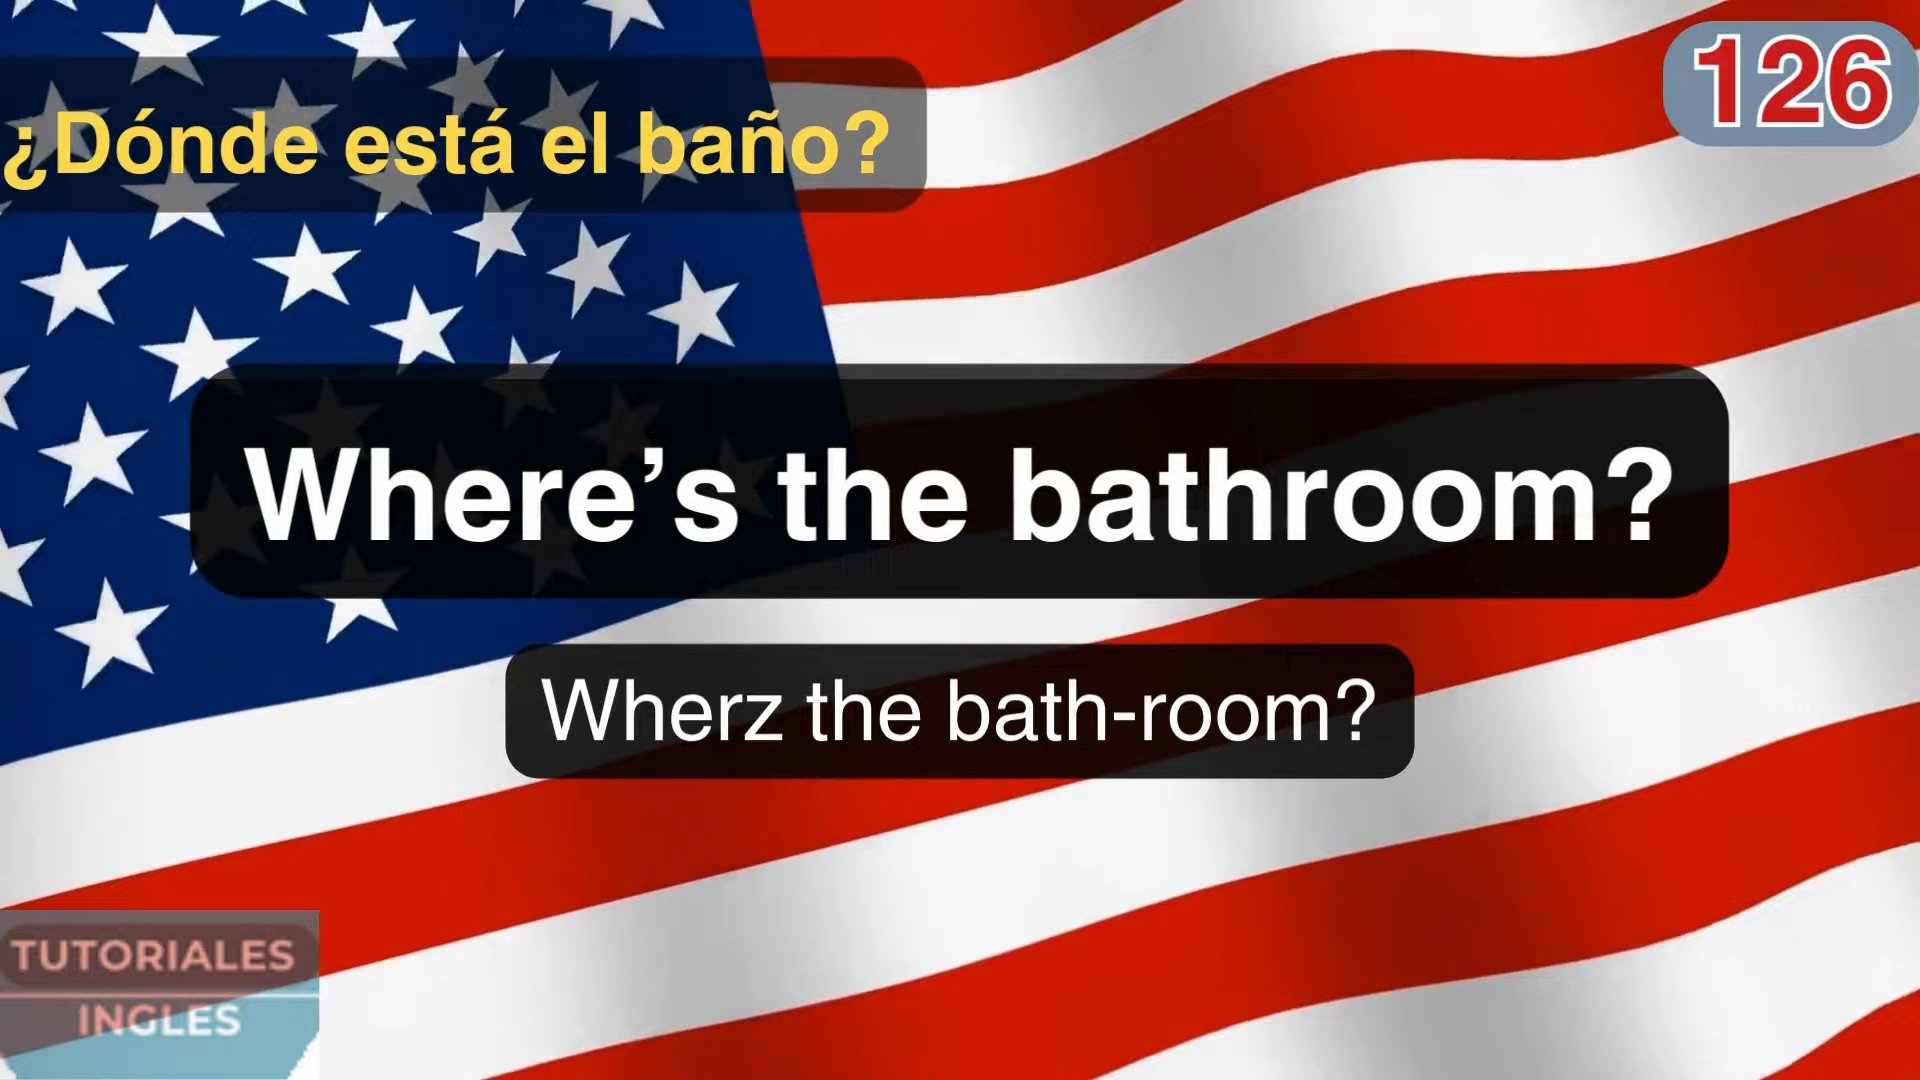 ¿Dónde está el baño?
126
Where’s the bathroom?
Wherz the bath-room?
TUTORIALES
INGLES